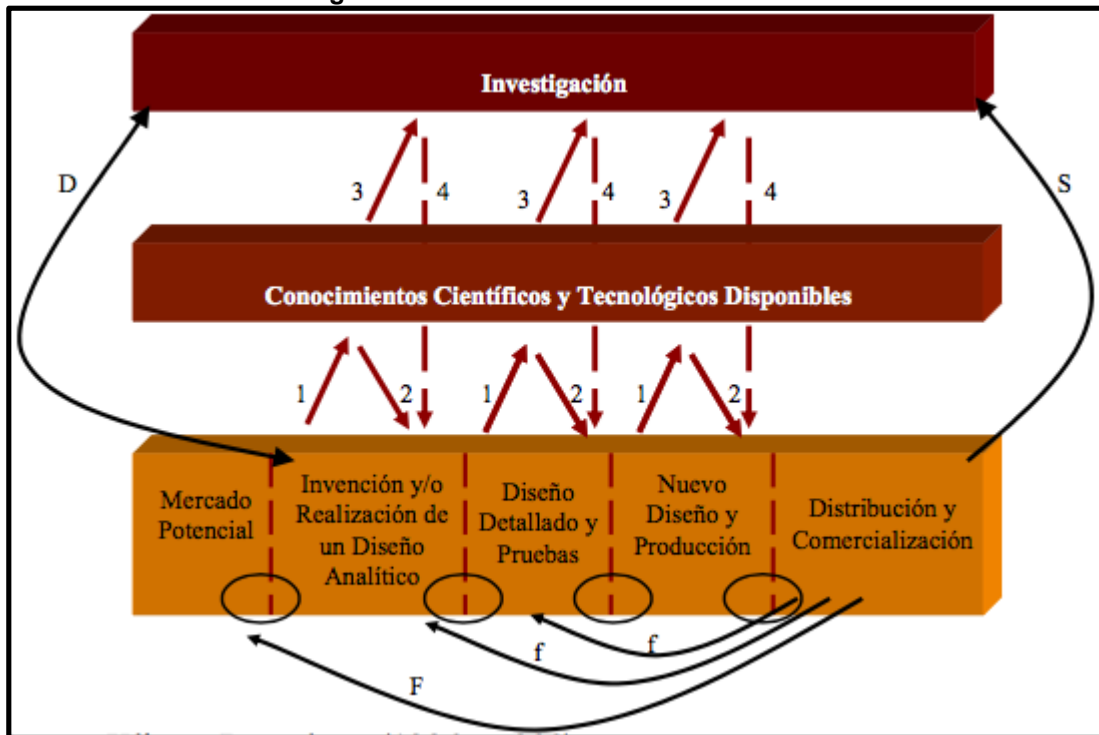 Investigación
D
S
3
4
3
4
3
4
Conocimientos Científicos y Tecnológicos Disponibles
1
2
1
2
1
2
Mercado
Potencial
Invención y/o
Realización de
un Diseño
Analítico
Diseño
Detallado y
Pruebas
Nuevo
Diseño y
Producción
Distribución y
Comercialización
f
f
F